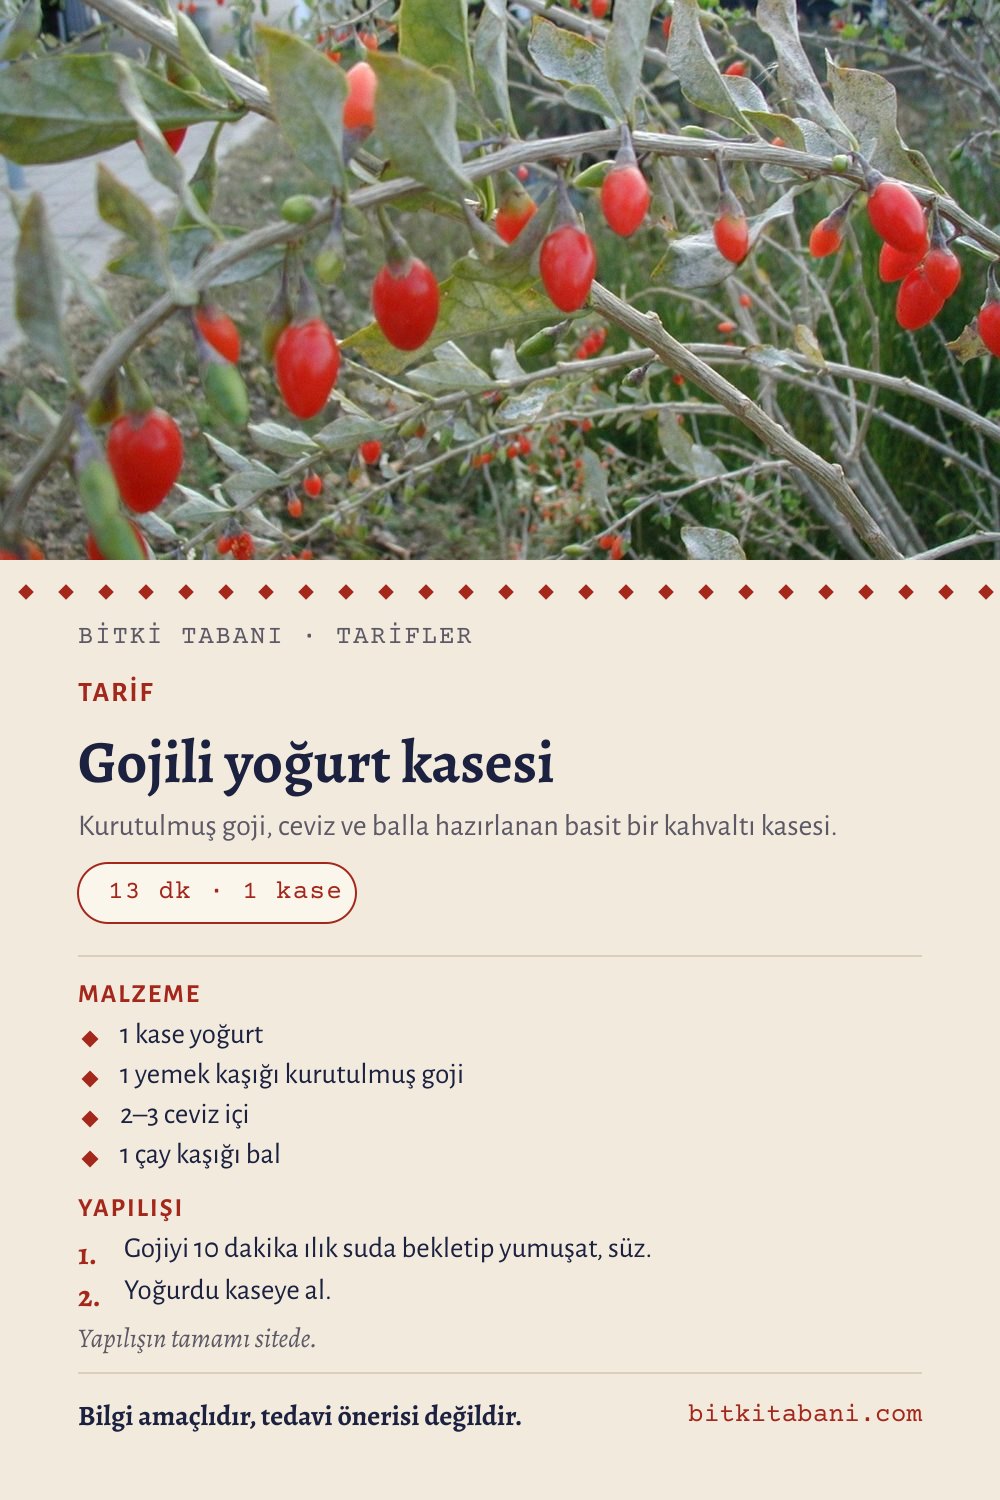 BİTKİ TABANI · TARİFLER
TARİF
Gojili yoğurt kasesi
Kurutulmuş goji, ceviz ve balla hazırlanan basit bir kahvaltı kasesi.
13 dk · 1 kase
MALZEME
1 kase yoğurt
1 yemek kaşığı kurutulmuş goji
2–3 ceviz içi
1 çay kaşığı bal
YAPILIŞI
1. Gojiyi 10 dakika ılık suda bekletip yumuşat, süz.
2. Yoğurdu kaseye al.
Yapılışın tamamı sitede.
Bilgi amaçlıdır, tedavi önerisi değildir.
bitkitabani.com